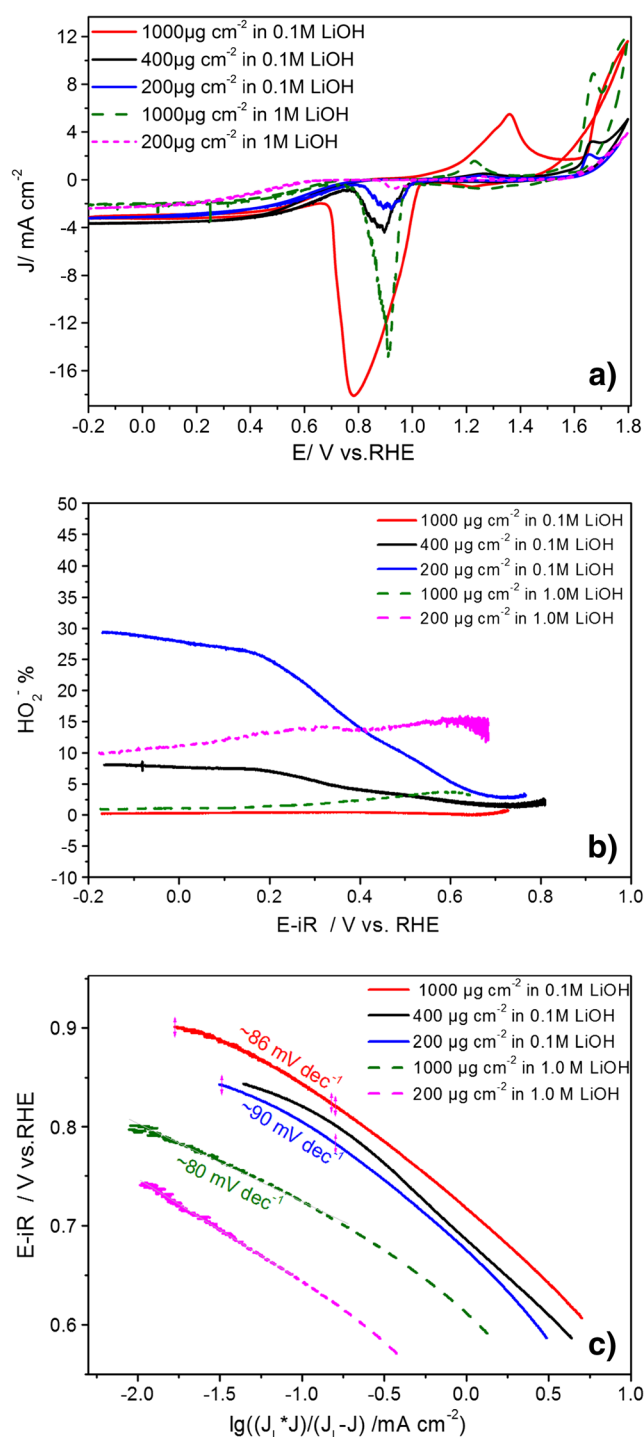 12
8
4
0
-4
-8
-12
-16
J/ mA cm⁻²
1000µg cm⁻² in 0.1M LiOH
400µg cm⁻² in 0.1M LiOH
200µg cm⁻² in 0.1M LiOH
1000µg cm⁻² in 1M LiOH
200µg cm⁻² in 1M LiOH
a)
-0.2 0.0 0.2 0.4 0.6 0.8 1.0 1.2 1.4 1.6 1.8
E/ V vs.RHE
50
45
40
35
30
25
20
15
10
5
0
-5
-10
HO₂⁻ %
1000 µg cm⁻² in 0.1M LiOH
400 µg cm⁻² in 0.1M LiOH
200 µg cm⁻² in 0.1M LiOH
1000 µg cm⁻² in 1.0M LiOH
200 µg cm⁻² in 1.0M LiOH
b)
-0.2 0.0 0.2 0.4 0.6 0.8 1.0
E-iR / V vs. RHE
0.9
0.8
0.7
0.6
E-iR / V vs.RHE
1000 µg cm⁻² in 0.1M LiOH
400 µg cm⁻² in 0.1M LiOH
200 µg cm⁻² in 0.1M LiOH
1000 µg cm⁻² in 1.0 M LiOH
200 µg cm⁻² in 1.0 M LiOH
~86 mV dec⁻¹
~90 mV dec⁻¹
~80 mV dec⁻¹
c)
-2.0 -1.5 -1.0 -0.5 0.0 0.5 1.0
lg((J_L*J)/(J_L-J) /mA cm⁻²)